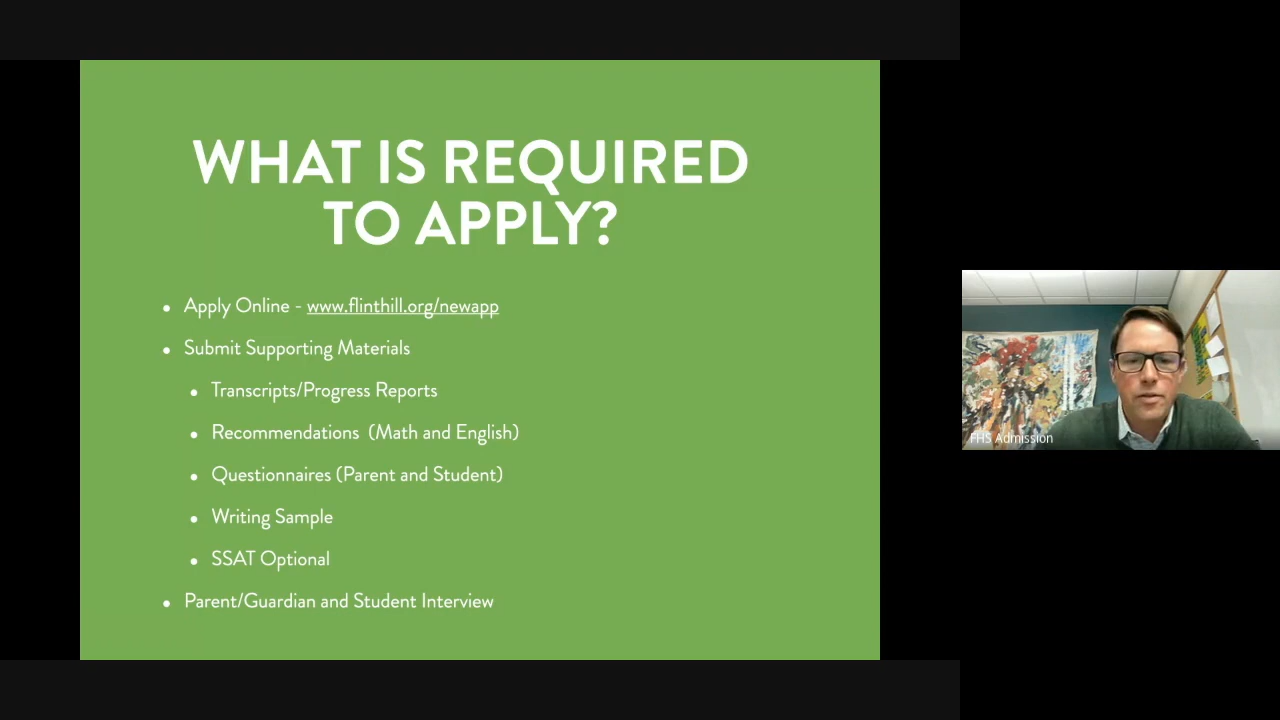 WHAT IS REQUIRED
TO APPLY?
• Apply Online - www.flinthill.org/newapp
• Submit Supporting Materials
• Transcripts/Progress Reports
• Recommendations (Math and English)
• Questionnaires (Parent and Student)
• Writing Sample
• SSAT Optional
• Parent/Guardian and Student Interview
FHS Admission